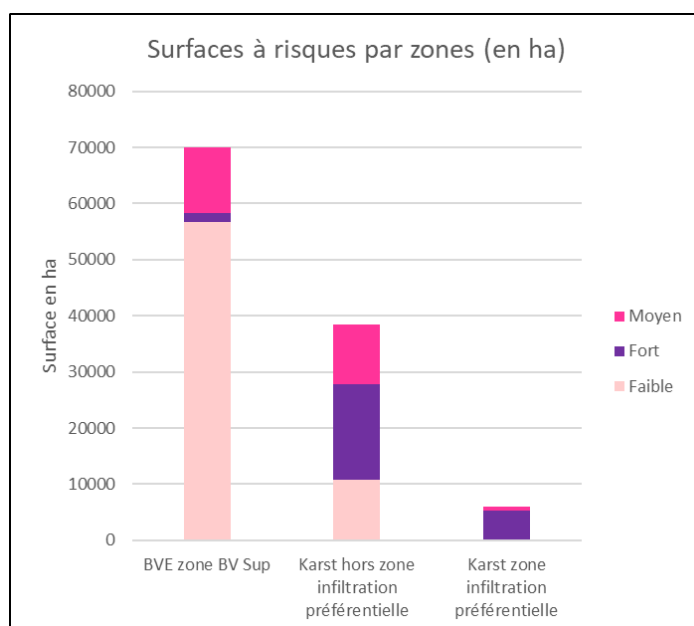 Surfaces à risques par zones (en ha)
80000
70000
60000
50000
40000
30000
20000
10000
0
Surface en ha
BVE zone BV Sup
Karst hors zone
infiltration
préférentielle
Karst zone
infiltration
préférentielle
Moyen
Fort
Faible